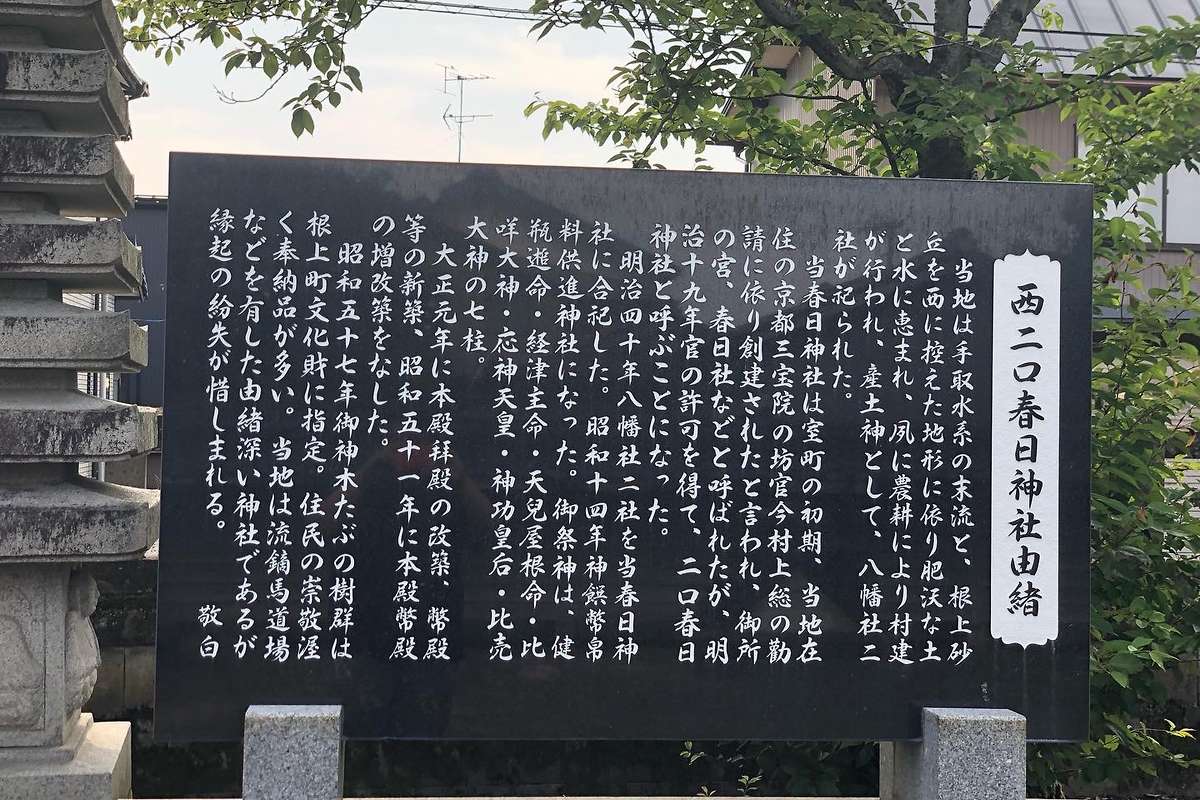 西二口春日神社由緒
当地は手取水系の末流と、根上砂
丘を西に控えた地形に依り肥沃な土
と水に恵まれ、夙に農耕により村建
が行われ、産土神として、八幡社二
社が祀られた。
当春日神社は室町の初期、当地在
住の京都三宝院の坊官今村上総の勸
請に依り創建されたと言われ、御所
の宮、春日社などと呼ばれたが、明
治十九年官の許可を得て、二口春日
神社と呼ぶことになった。
明治四十年八幡社二社を当春日神
社に合祀した。昭和十四年神饌幣帛
料供進神社になった。御祭神は、健
瓶進命・経津主命・天兒屋根命・比
咩大神・応神天皇・神功皇后・比売
大神の七柱。
大正元年に本殿拜殿の改築、幣殿
等の新築、昭和五十一年に本殿幣殿
の増改築をなした。
昭和五十七年御神木たぶの樹群は
根上町文化財に指定。住民の崇敬渥
く奉納品が多い。当地は流鏑馬道場
などを有した由緒深い神社であるが
縁起の紛失が惜しまれる。
敬白